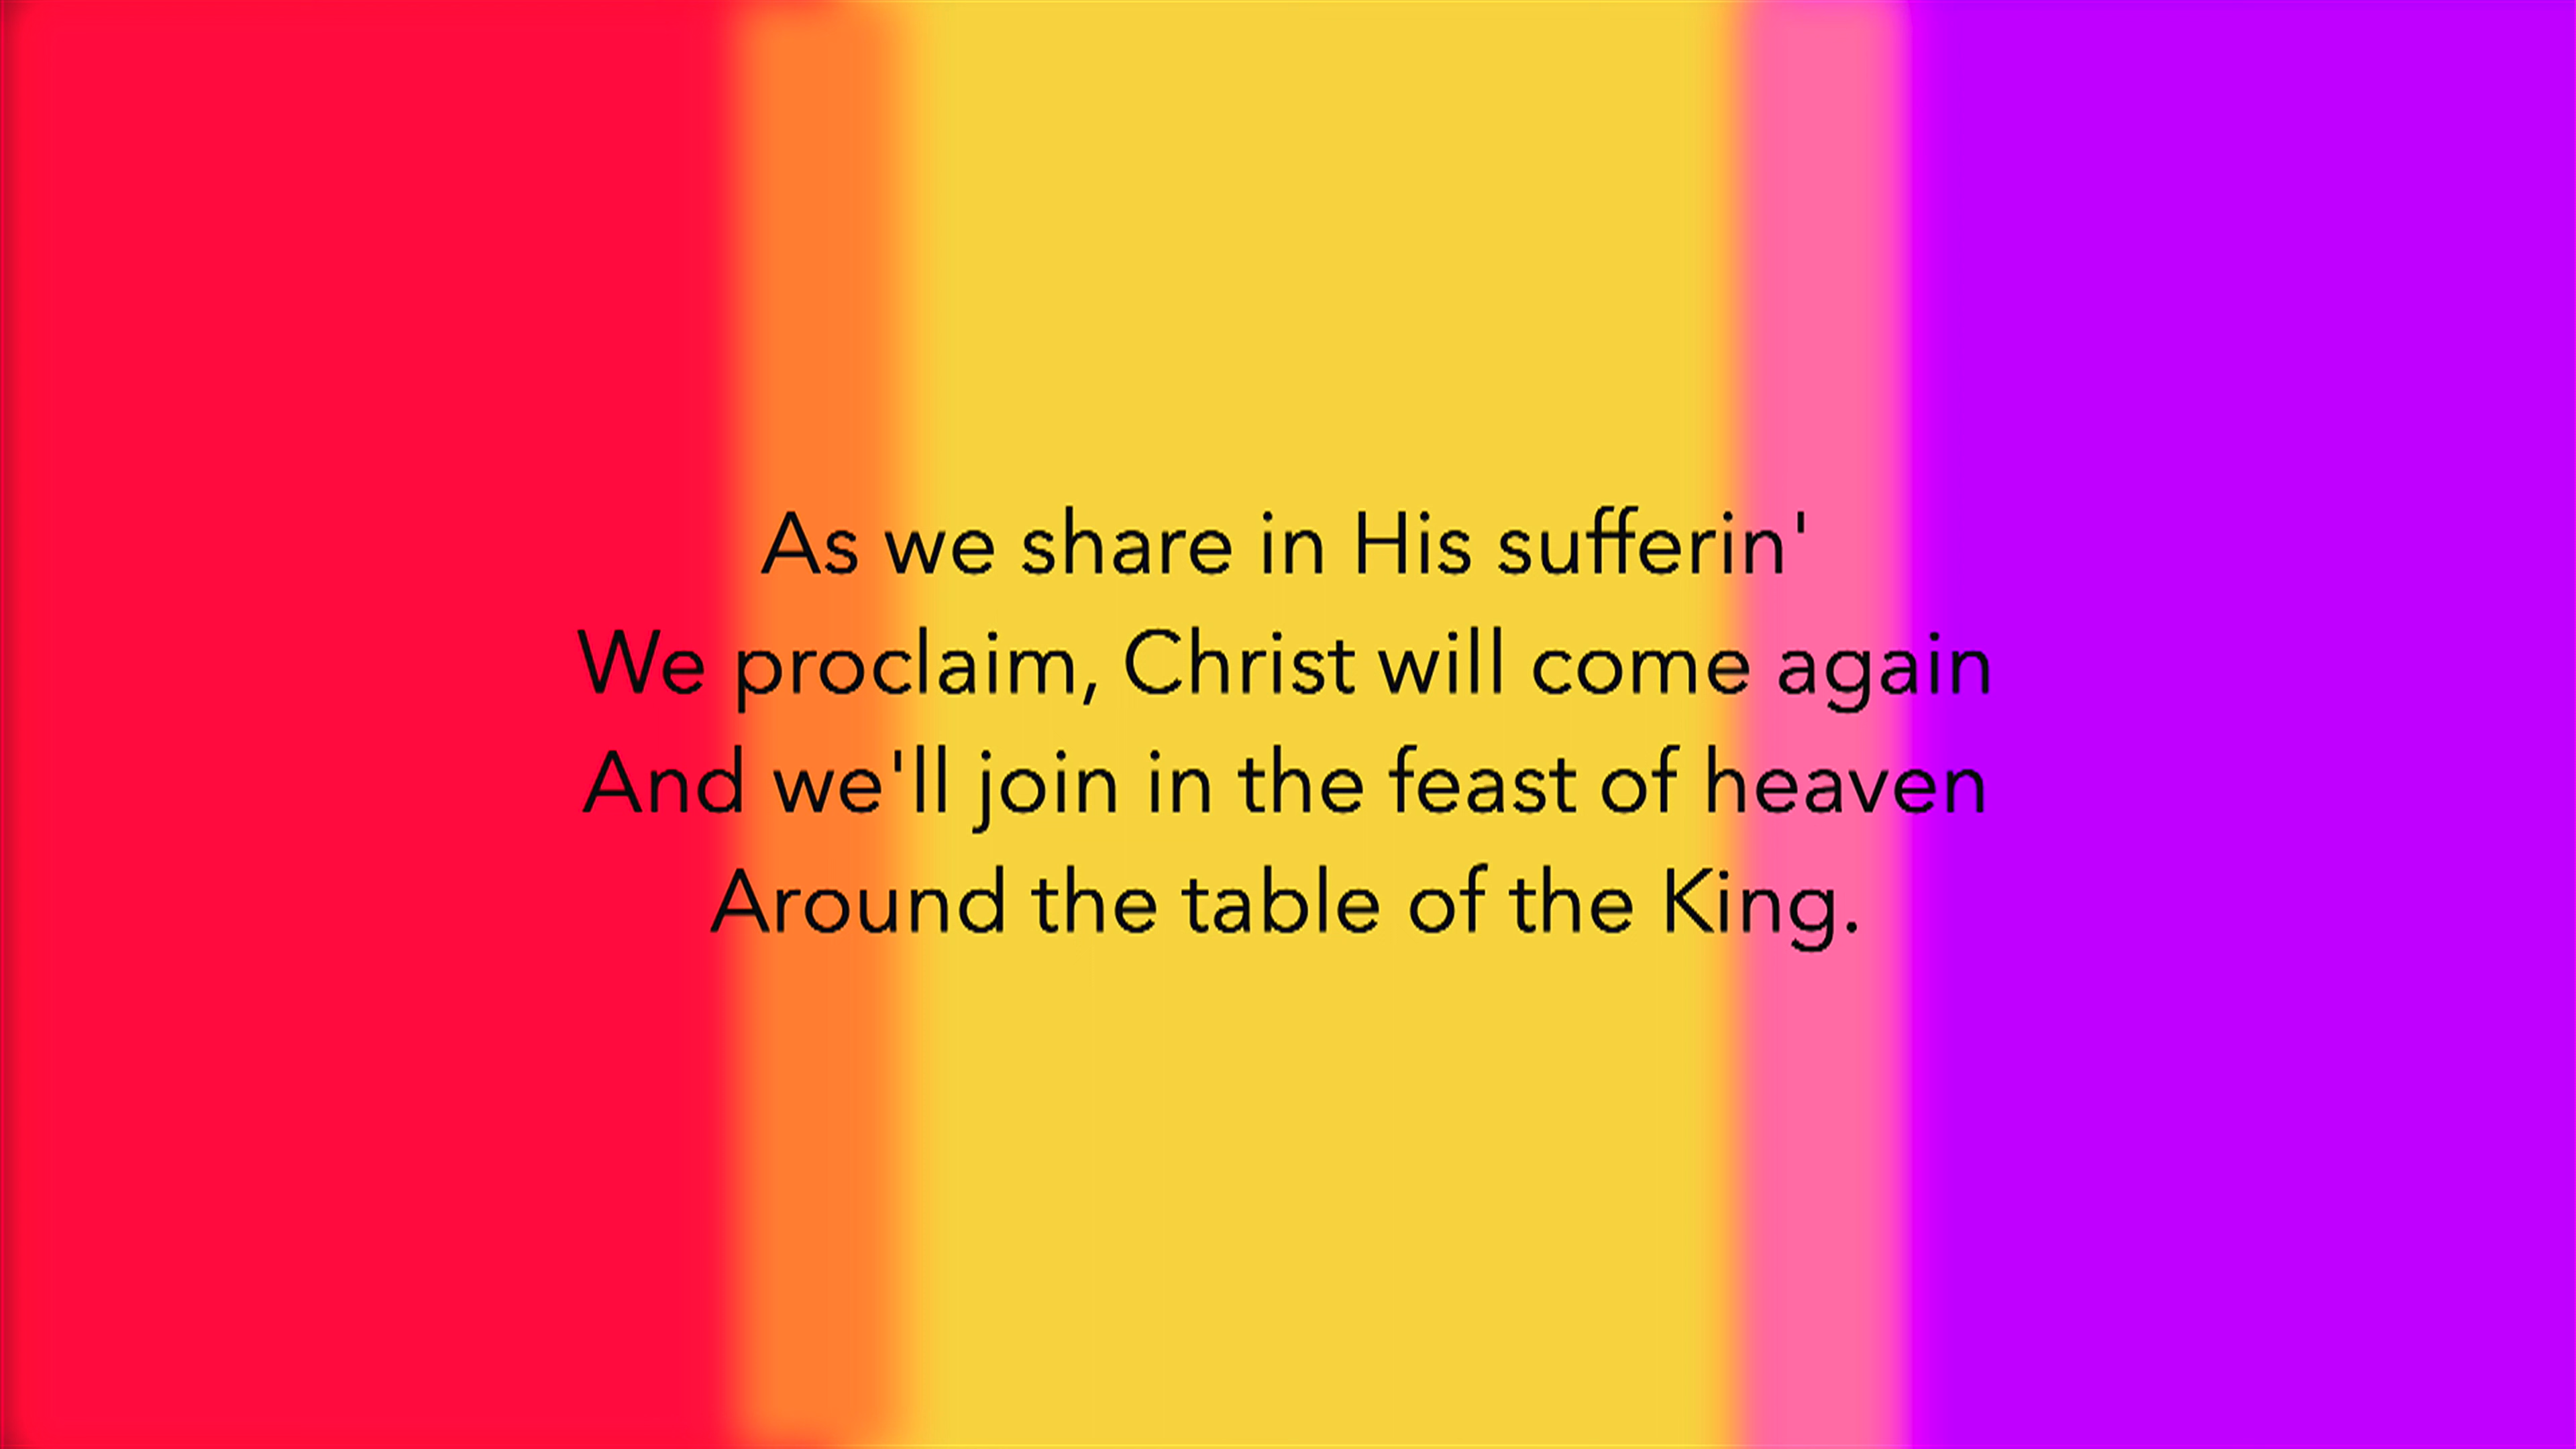 As we share in His sufferin'
We proclaim, Christ will come again
And we'll join in the feast of heaven
Around the table of the King.